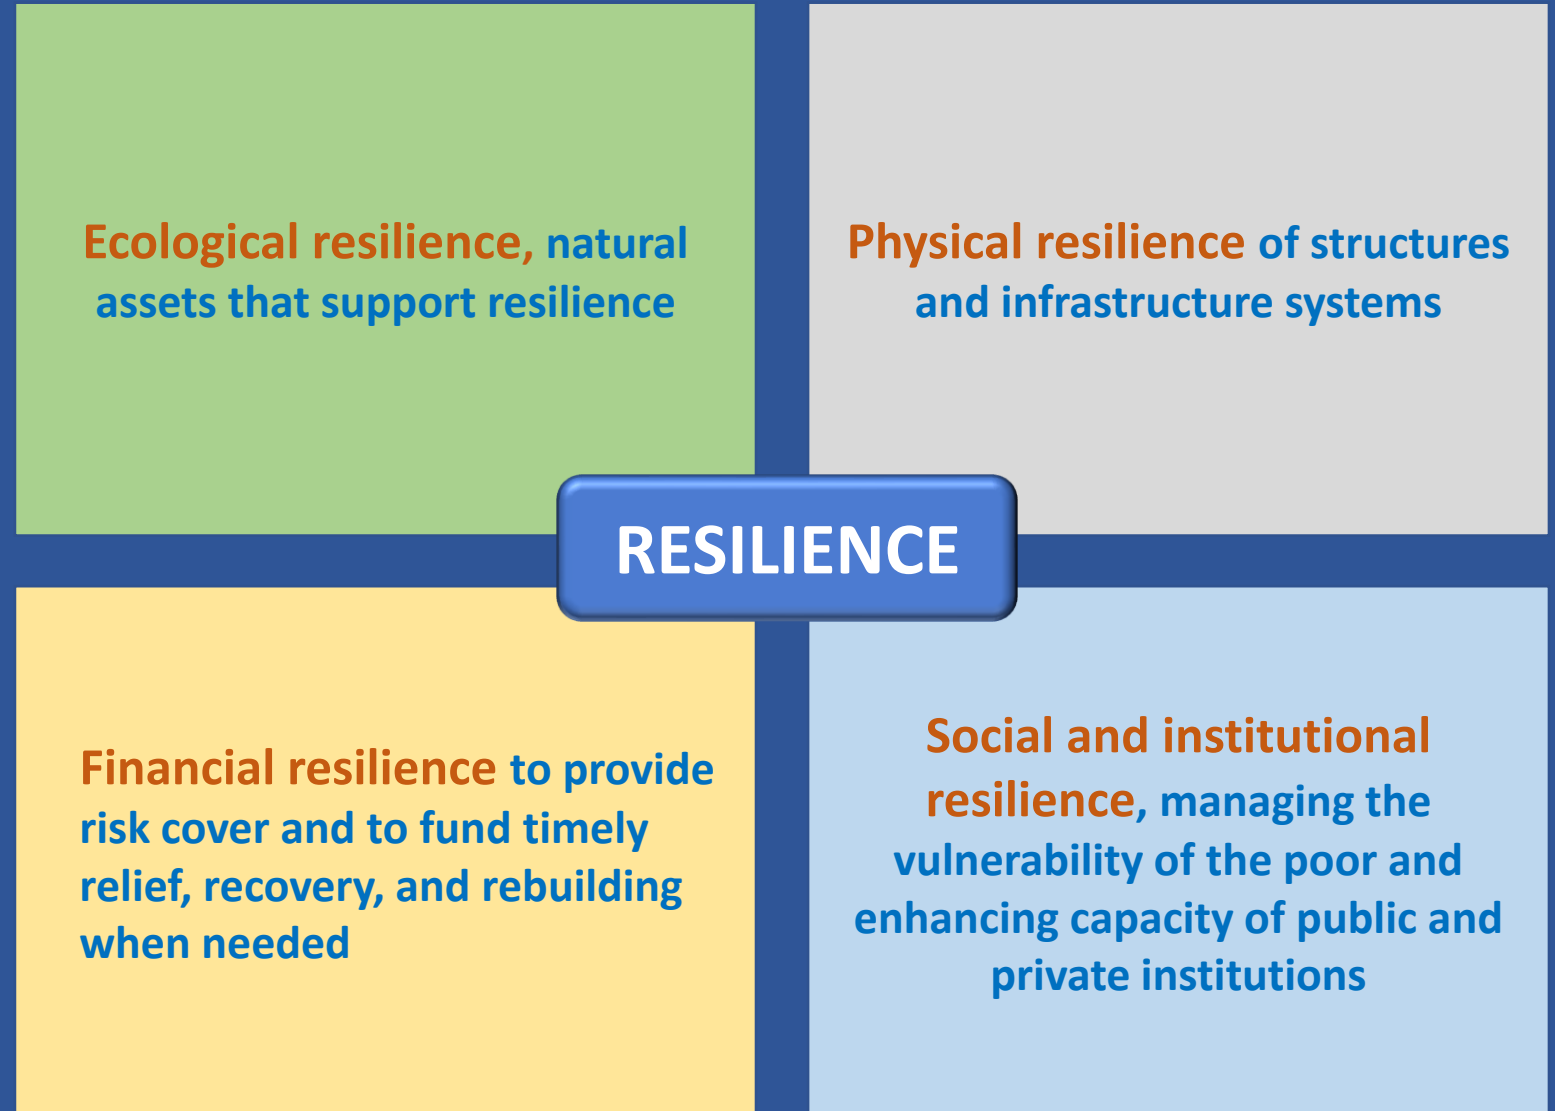 Ecological resilience, natural
assets that support resilience
Physical resilience of structures
and infrastructure systems
RESILIENCE
Financial resilience to provide
risk cover and to fund timely
relief, recovery, and rebuilding
when needed
Social and institutional
resilience, managing the
vulnerability of the poor and
enhancing capacity of public and
private institutions